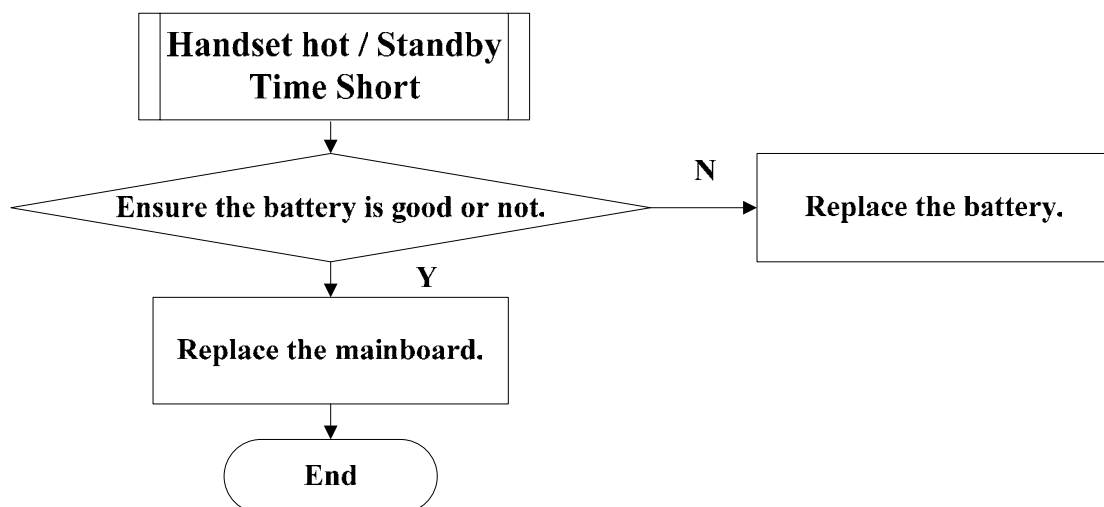 Handset hot / Standby
Time Short
Ensure the battery is good or not.
N
Replace the battery.
Y
Replace the mainboard.
End